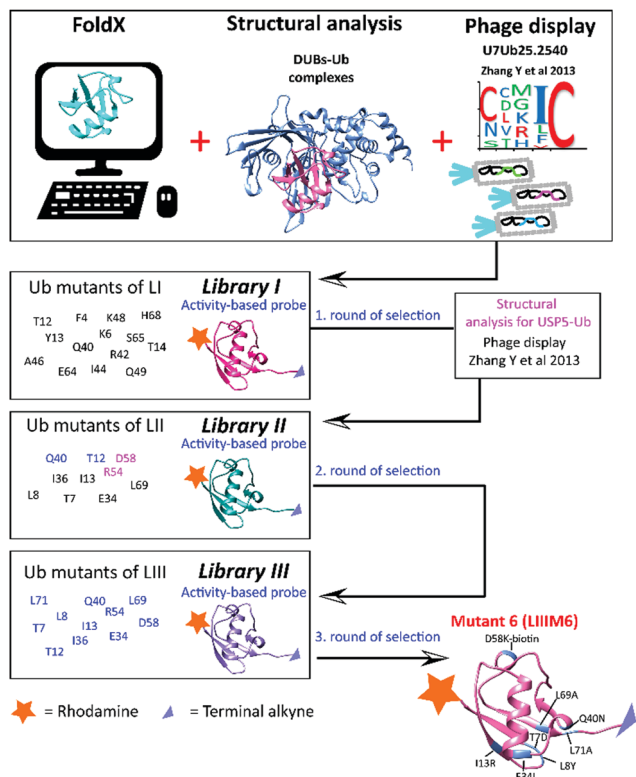 FoldX
Structural analysis
Phage display
DUBs-Ub
complexes
U7Ub25.2540
Zhang Y et al 2013
C C M I C
D G
N L K L
V R
S T H F
+
+
Ub mutants of LI
Library I
Activity-based probe
T12 F4 K48 H68
Y13 K6 S65
Q40 R42 T14
A46 E64 I44 Q49
1. round of selection
Structural
analysis for USP5-Ub
Phage display
Zhang Y et al 2013
Ub mutants of LII
Library II
Activity-based probe
Q40 T12 D58
I36 I13 R54
L8 T7 E34 L69
2. round of selection
Ub mutants of LIII
Library III
Activity-based probe
L71 Q40 L69
L8 R54
T7 I13 D58
I36 E34
T12
3. round of selection
Mutant 6 (LIIIM6)
D58K-biotin
L69A
Q40N
T7D
L71A
I13R
L8Y
E34I
= Rhodamine
= Terminal alkyne